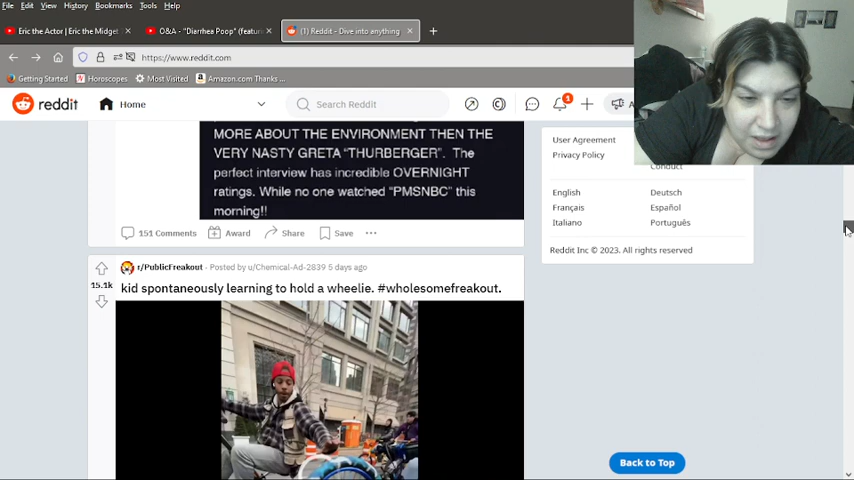 File Edit View History Bookmarks Tools Help
Eric the Actor | Eric the Midget
O&A - "Diarrhea Poop" (featur
(1) Reddit - Dive into anything
https://www.reddit.com
Getting Started Horoscopes Most Visited Amazon.com Thanks ...
reddit Home Search Reddit 1
MORE ABOUT THE ENVIRONMENT THEN THE
VERY NASTY GRETA "THURBERGER". The
perfect interview has incredible OVERNIGHT
ratings. While no one watched "PMSNBC" this
morning!!
151 Comments Award Share Save
r/PublicFreakout · Posted by u/Chemical-Ad-2839 5 days ago
15.1k
kid spontaneously learning to hold a wheelie. #wholesomefreakout.
User Agreement
Privacy Policy
Conduct
English Deutsch
Français Español
Italiano Português
Reddit Inc © 2023. All rights reserved
Back to Top